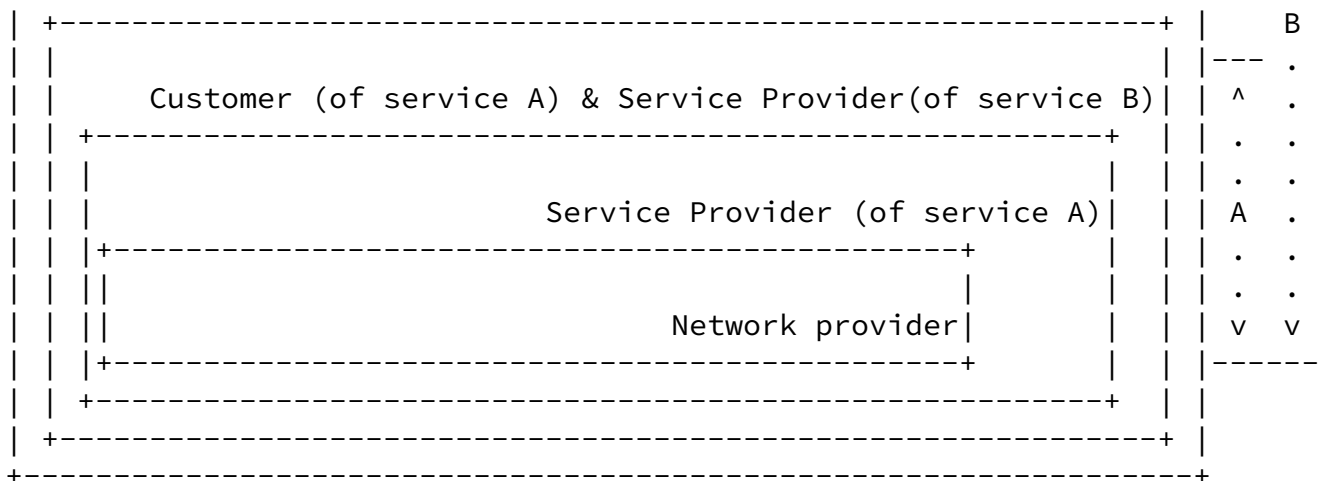 B
Customer (of service A) & Service Provider(of service B)
Service Provider (of service A)
A
Network provider